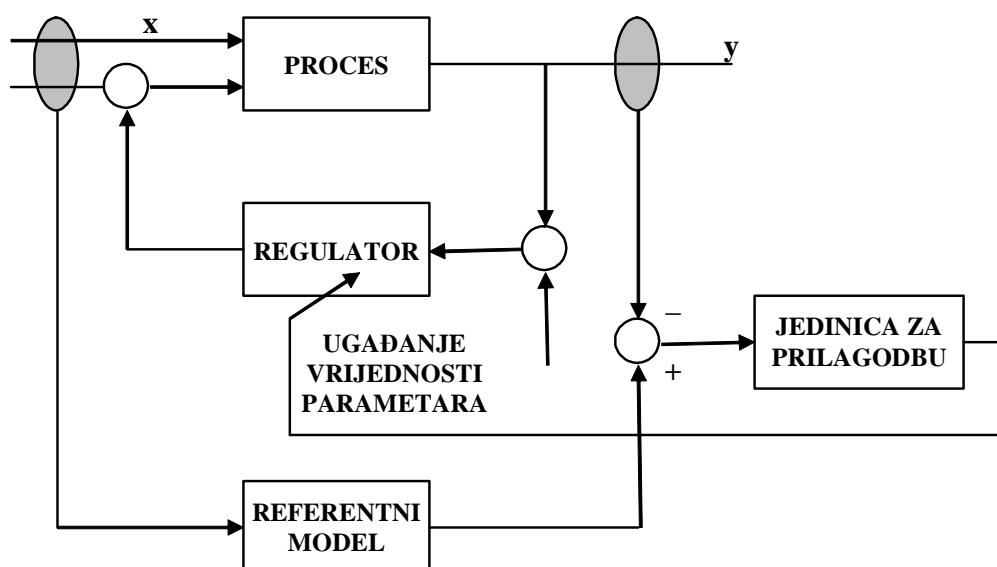 x
PROCES
y
REGULATOR
UGAĐANJE
VRIJEDNOSTI
PARAMETARA
−
+
JEDINICA ZA
PRILAGODBU
REFERENTNI
MODEL